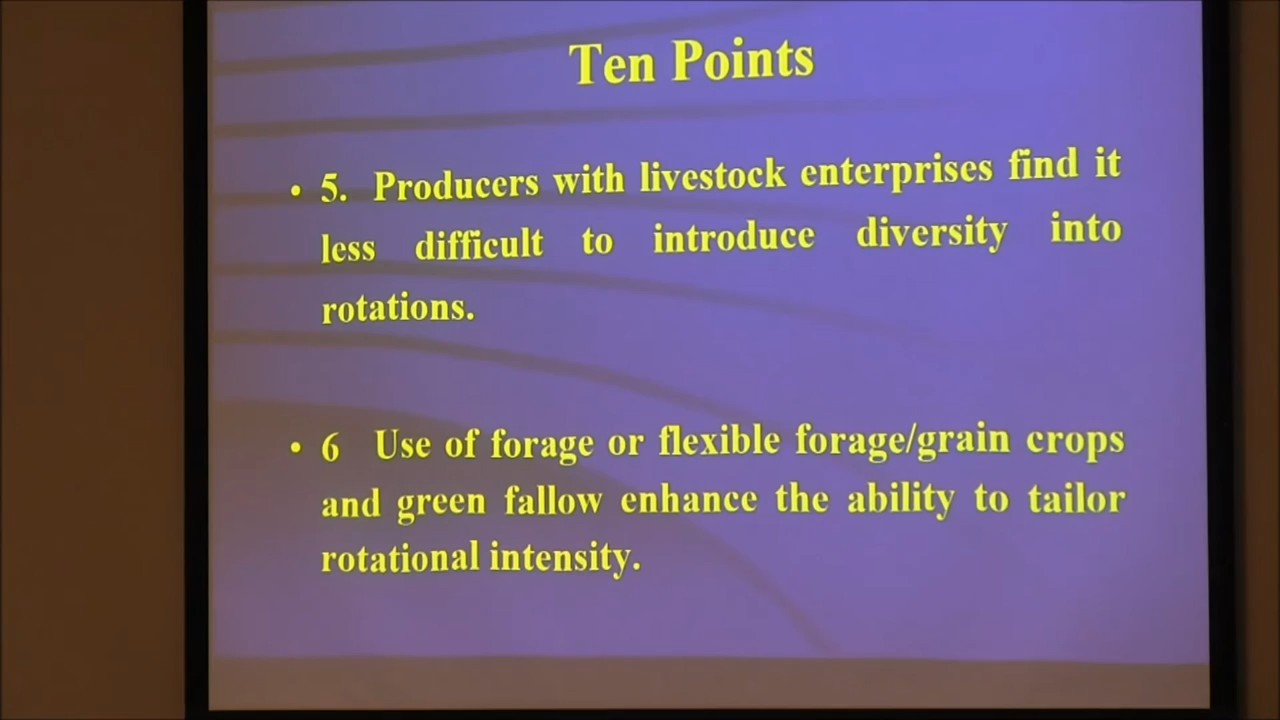 Ten Points
• 5. Producers with livestock enterprises find it
less difficult to introduce diversity into
rotations.
• 6 Use of forage or flexible forage/grain crops
and green fallow enhance the ability to tailor
rotational intensity.